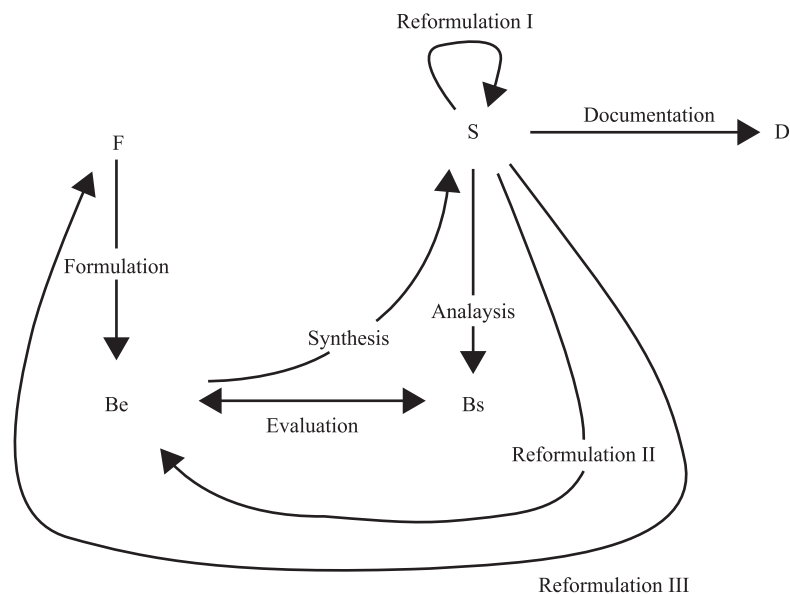 Reformulation I
Documentation
S
D
F
Formulation
Analaysis
Synthesis
Be
Bs
Evaluation
Reformulation II
Reformulation III